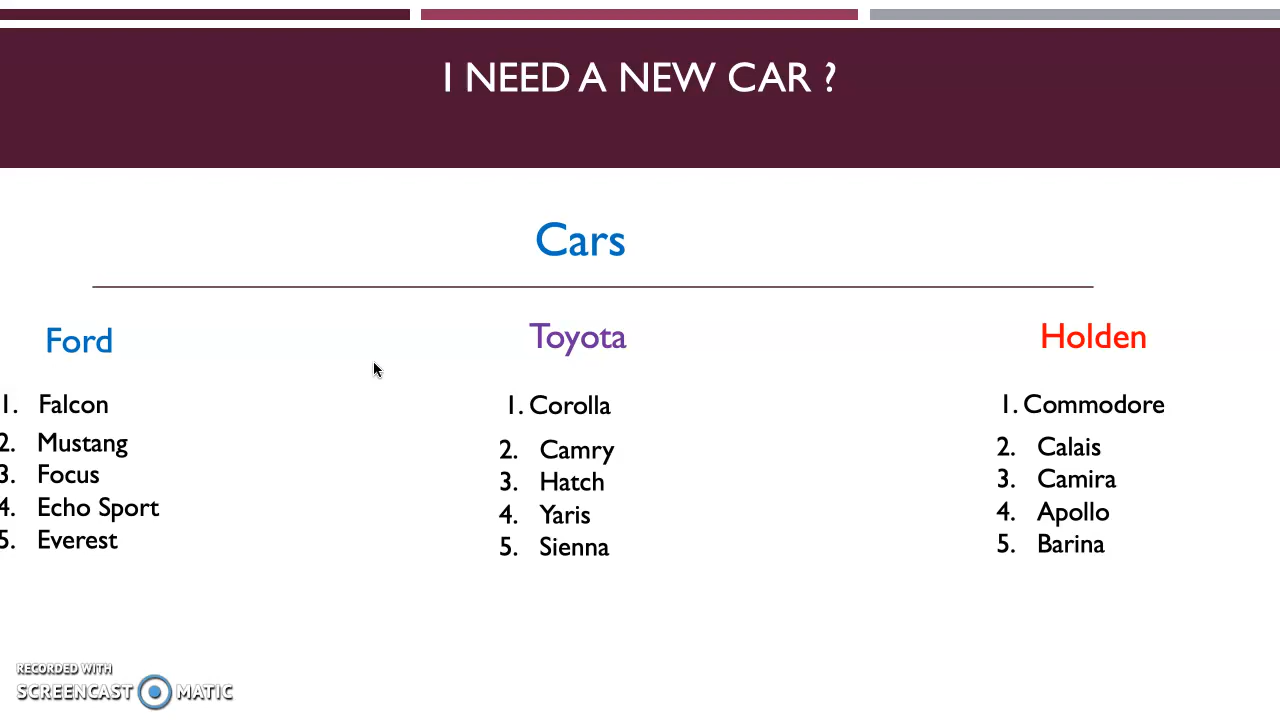 I NEED A NEW CAR ?
Cars
Ford
1. Falcon
2. Mustang
3. Focus
4. Echo Sport
5. Everest
Toyota
1. Corolla
2. Camry
3. Hatch
4. Yaris
5. Sienna
Holden
1. Commodore
2. Calais
3. Camira
4. Apollo
5. Barina
RECORDED WITH
SCREENCAST MATIC